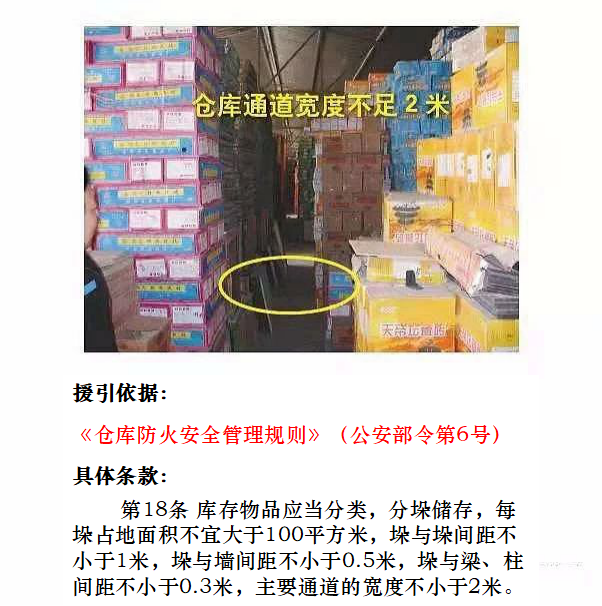 仓库通道宽度不足2米
援引依据：
《仓库防火安全管理规则》（公安部令第6号）
具体条款：
第18条 库存物品应当分类，分垛储存，每
垛占地面积不宜大于100平方米，垛与垛间距不
小于1米，垛与墙间距不小于0.5米，垛与梁、柱
间距不小于0.3米，主要通道的宽度不小于2米。